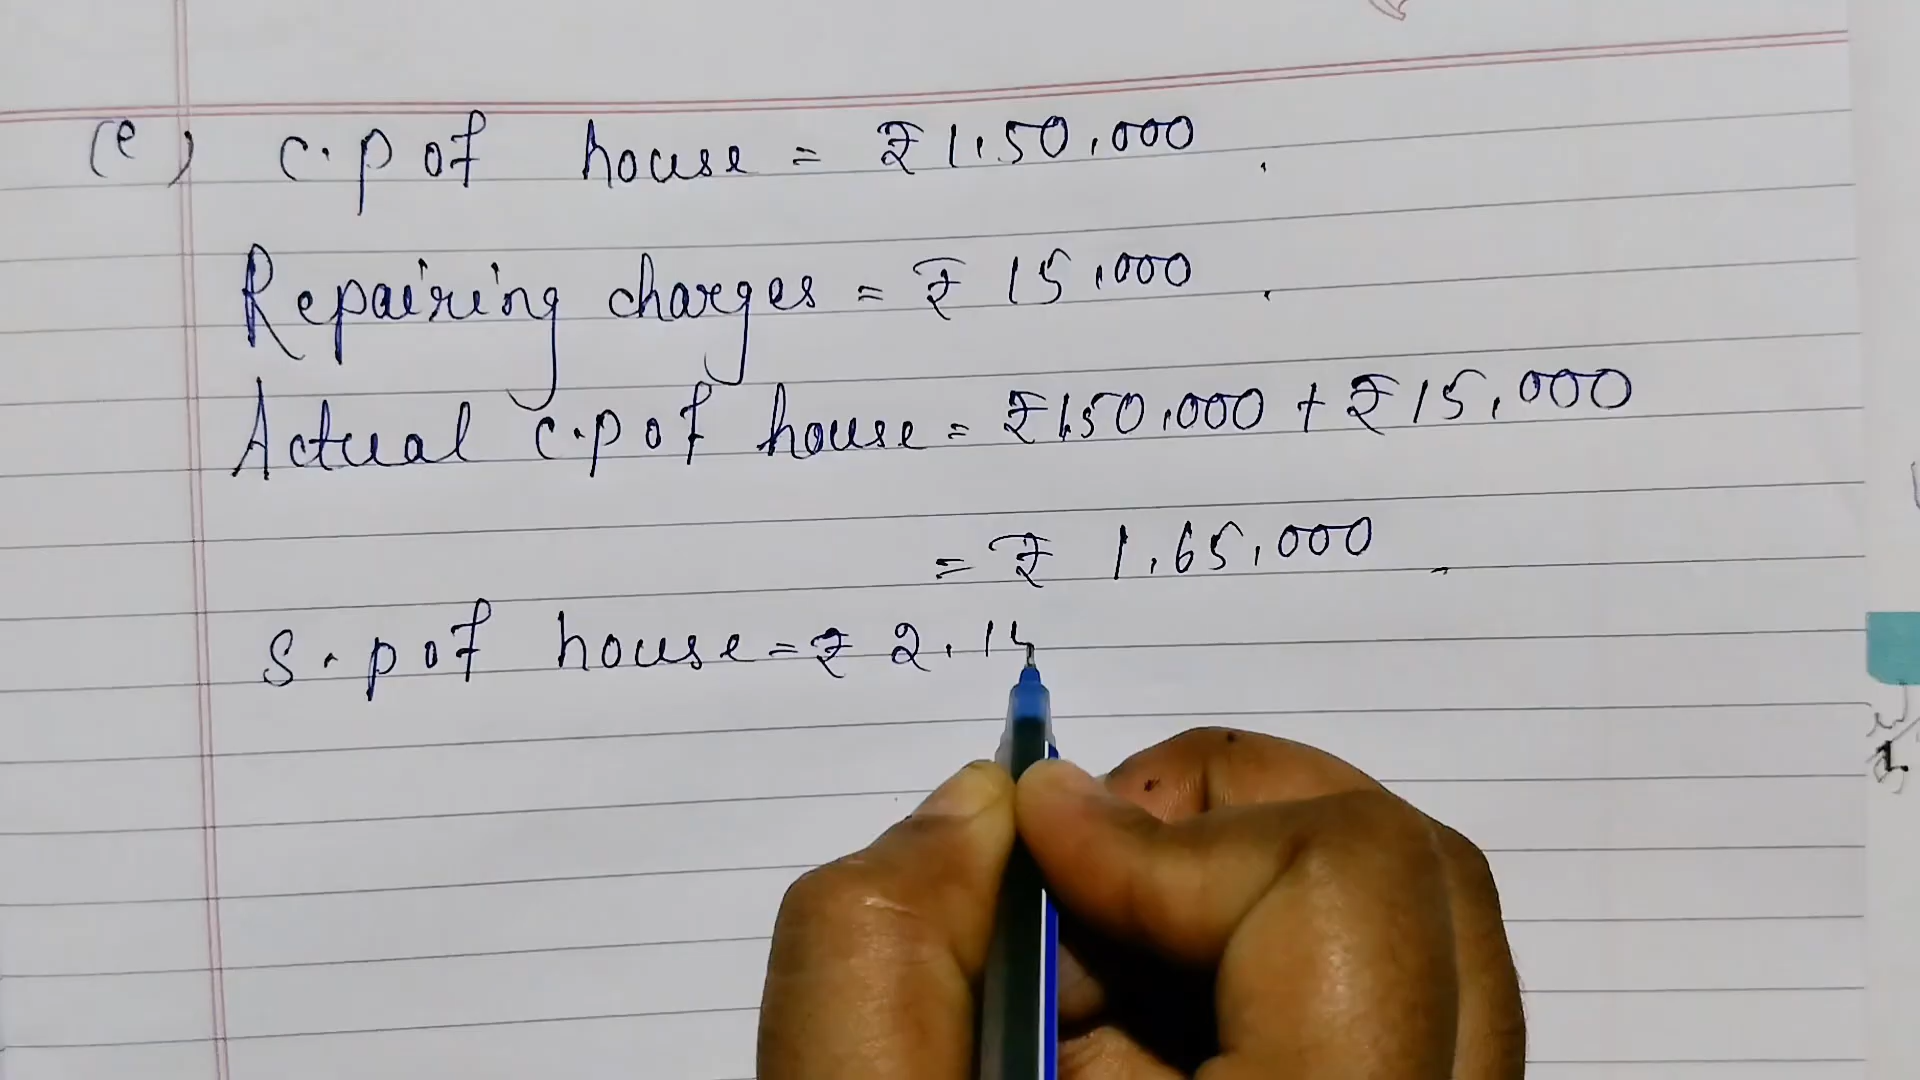 (e) C.P of house = ₹ 1,50,000.
Repairing charges = ₹ 15,000.
Actual C.P of house = ₹ 1,50,000 + ₹ 15,000
= ₹ 1,65,000.
S.P of house = ₹ 2,1